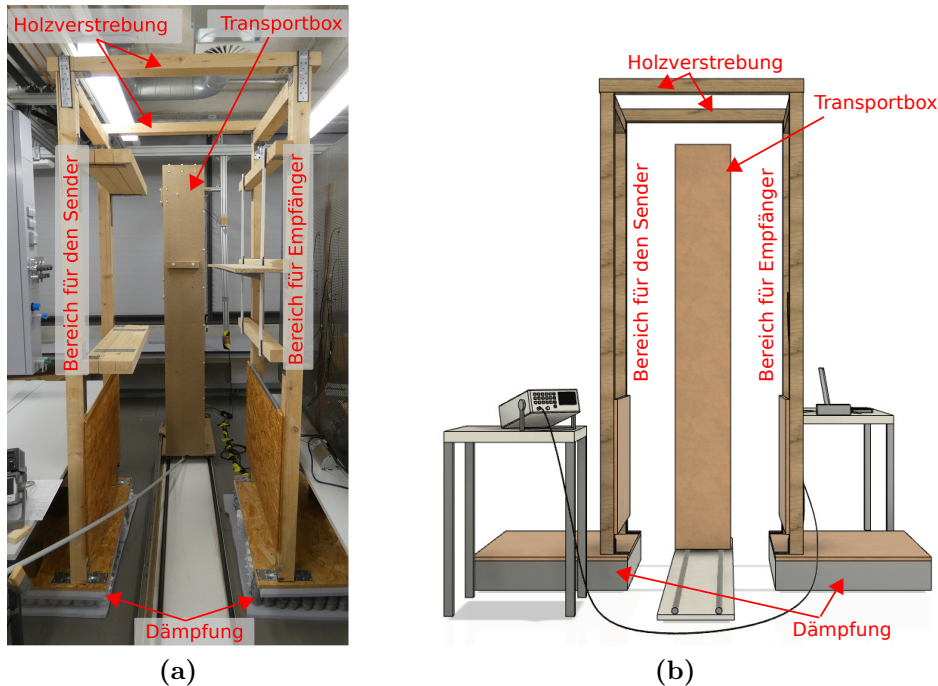 Holzverstrebung
Transportbox
Bereich für den Sender
Bereich für Empfänger
Dämpfung
(a)
Holzverstrebung
Transportbox
Bereich für den Sender
Bereich für Empfänger
Dämpfung
(b)